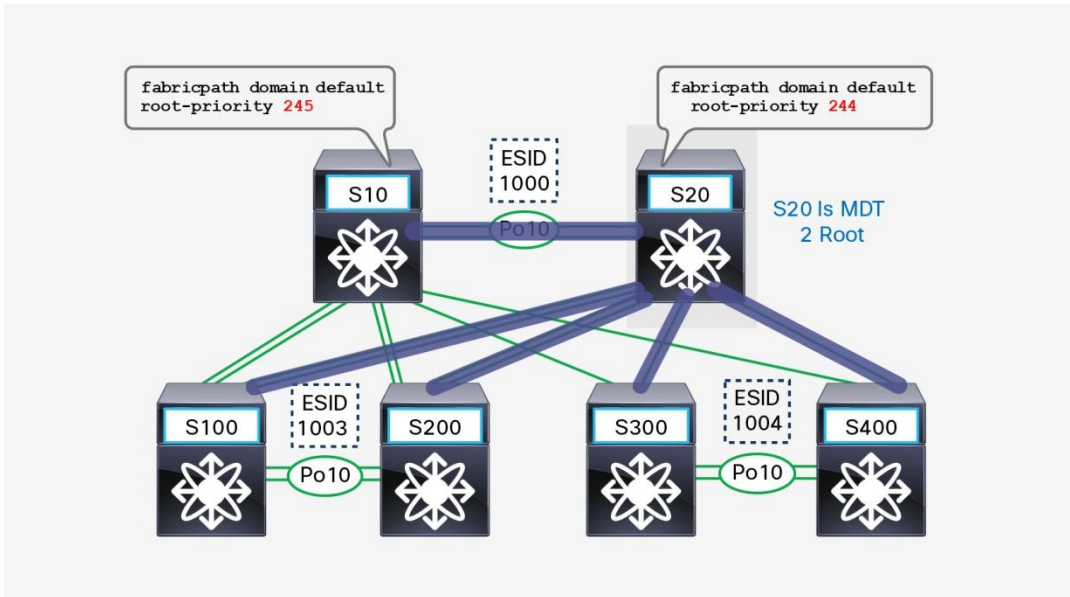 fabricpath domain default
root-priority 245
fabricpath domain default
root-priority 244
ESID
1000
S10
S20
Po10
S20 Is MDT
2 Root
ESID
1003
ESID
1004
S100
S200
S300
S400
Po10
Po10